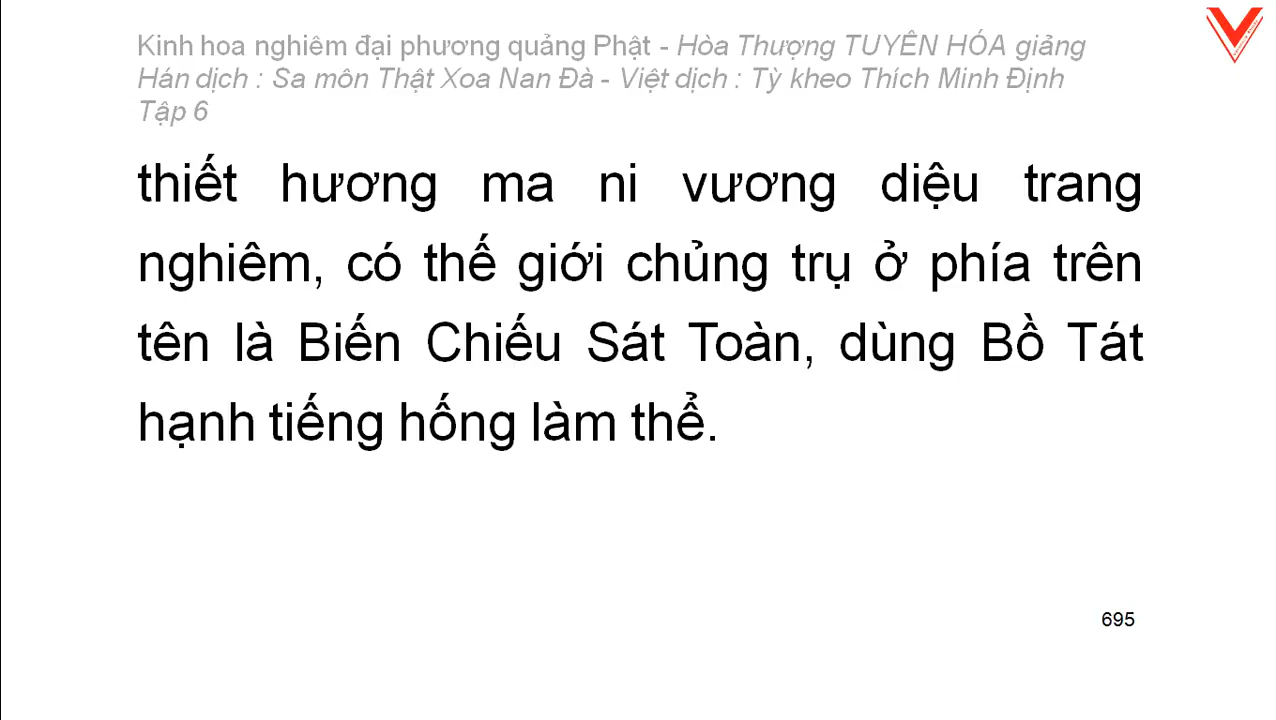 Kinh hoa nghiêm đại phương quảng Phật - Hòa Thượng TUYÊN HÓA giảng
Hán dịch : Sa môn Thật Xoa Nan Đà - Việt dịch : Tỳ kheo Thích Minh Định
Tập 6
thiết hương ma ni vương diệu trang
nghiêm, có thế giới chủng trụ ở phía trên
tên là Biến Chiếu Sát Toàn, dùng Bồ Tát
hạnh tiếng hống làm thể.
695